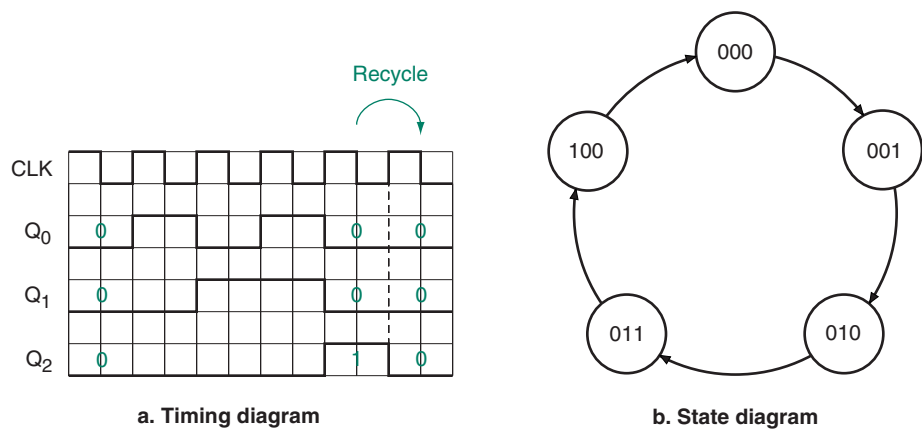 Recycle
CLK
Q0 0 0 0
Q1 0 0 0
Q2 0 1 0
a. Timing diagram
000
100
001
011
010
b. State diagram